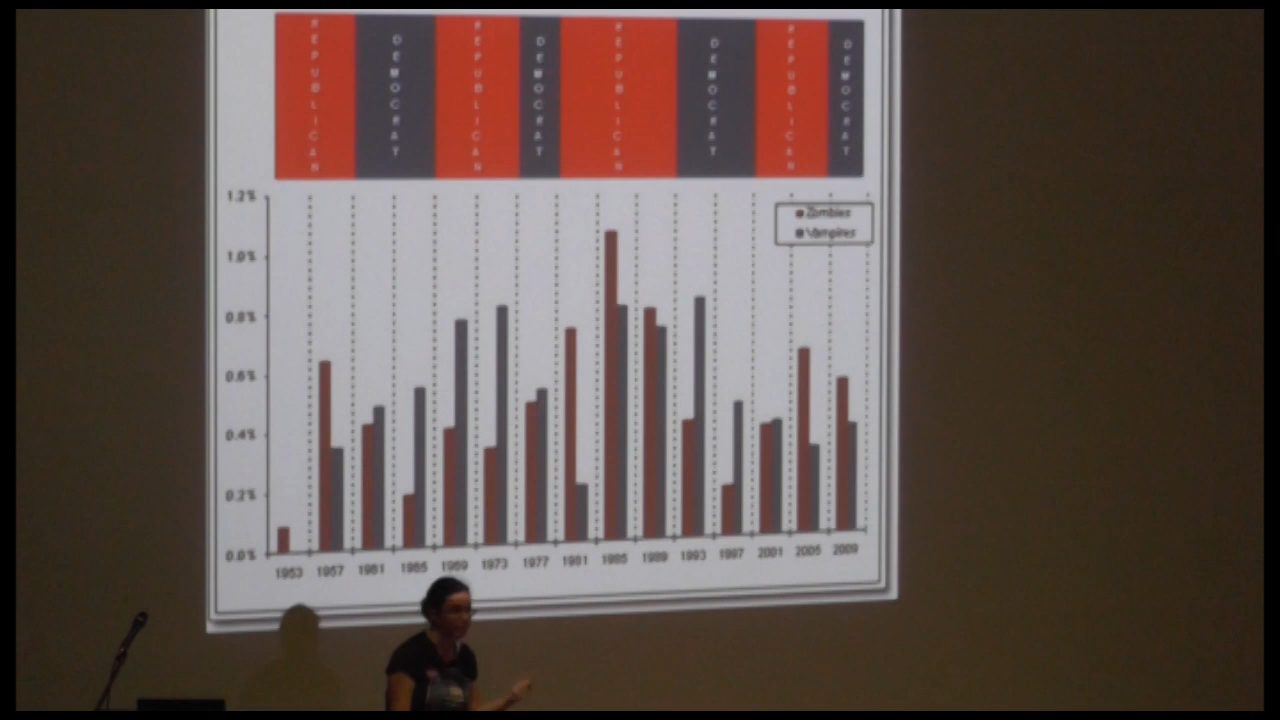 REPUBLICAN
DEMOCRAT
REPUBLICAN
DEMOCRAT
REPUBLICAN
DEMOCRAT
REPUBLICAN
DEMOCRAT
1.2%
1.0%
0.8%
0.6%
0.4%
0.2%
0.0%
Zombies
Vampires
1953 1957 1961 1965 1969 1973 1977 1981 1985 1989 1993 1997 2001 2005 2009